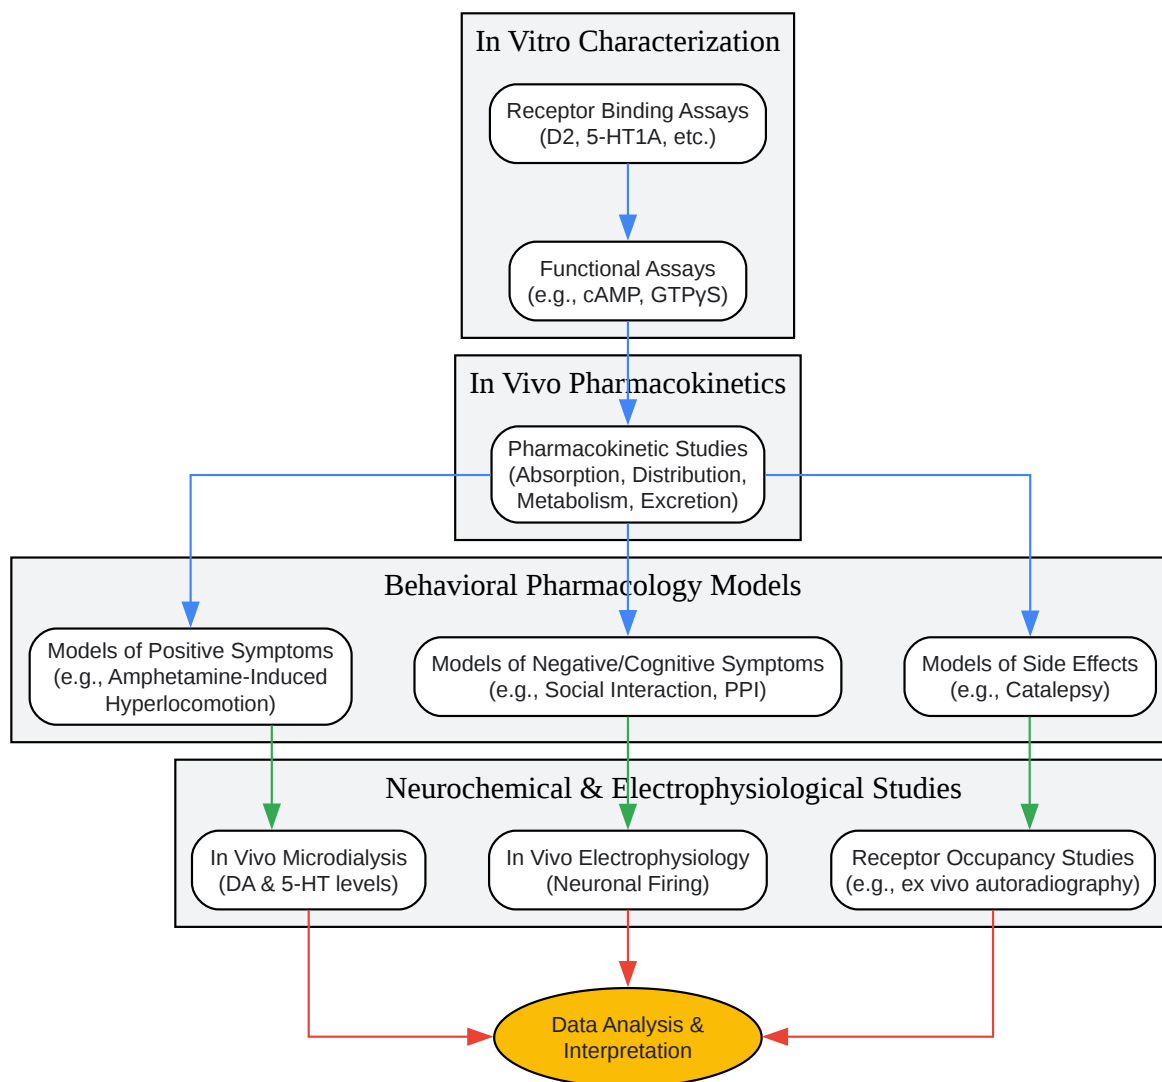 In Vitro Characterization
Receptor Binding Assays
(D2, 5-HT1A, etc.)
Functional Assays
(e.g., cAMP, GTPγS)
In Vivo Pharmacokinetics
Pharmacokinetic Studies
(Absorption, Distribution,
Metabolism, Excretion)
Behavioral Pharmacology Models
Models of Positive Symptoms
(e.g., Amphetamine-Induced
Hyperlocomotion)
Models of Negative/Cognitive Symptoms
(e.g., Social Interaction, PPI)
Models of Side Effects
(e.g., Catalepsy)
Neurochemical & Electrophysiological Studies
In Vivo Microdialysis
(DA & 5-HT levels)
In Vivo Electrophysiology
(Neuronal Firing)
Receptor Occupancy Studies
(e.g., ex vivo autoradiography)
Data Analysis &
Interpretation